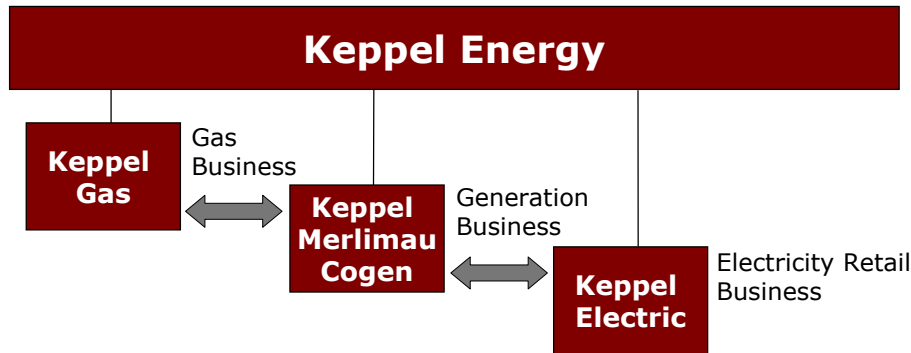 Keppel Energy
Keppel
Gas
Gas
Business
Keppel
Merlimau
Cogen
Generation
Business
Keppel
Electric
Electricity Retail
Business